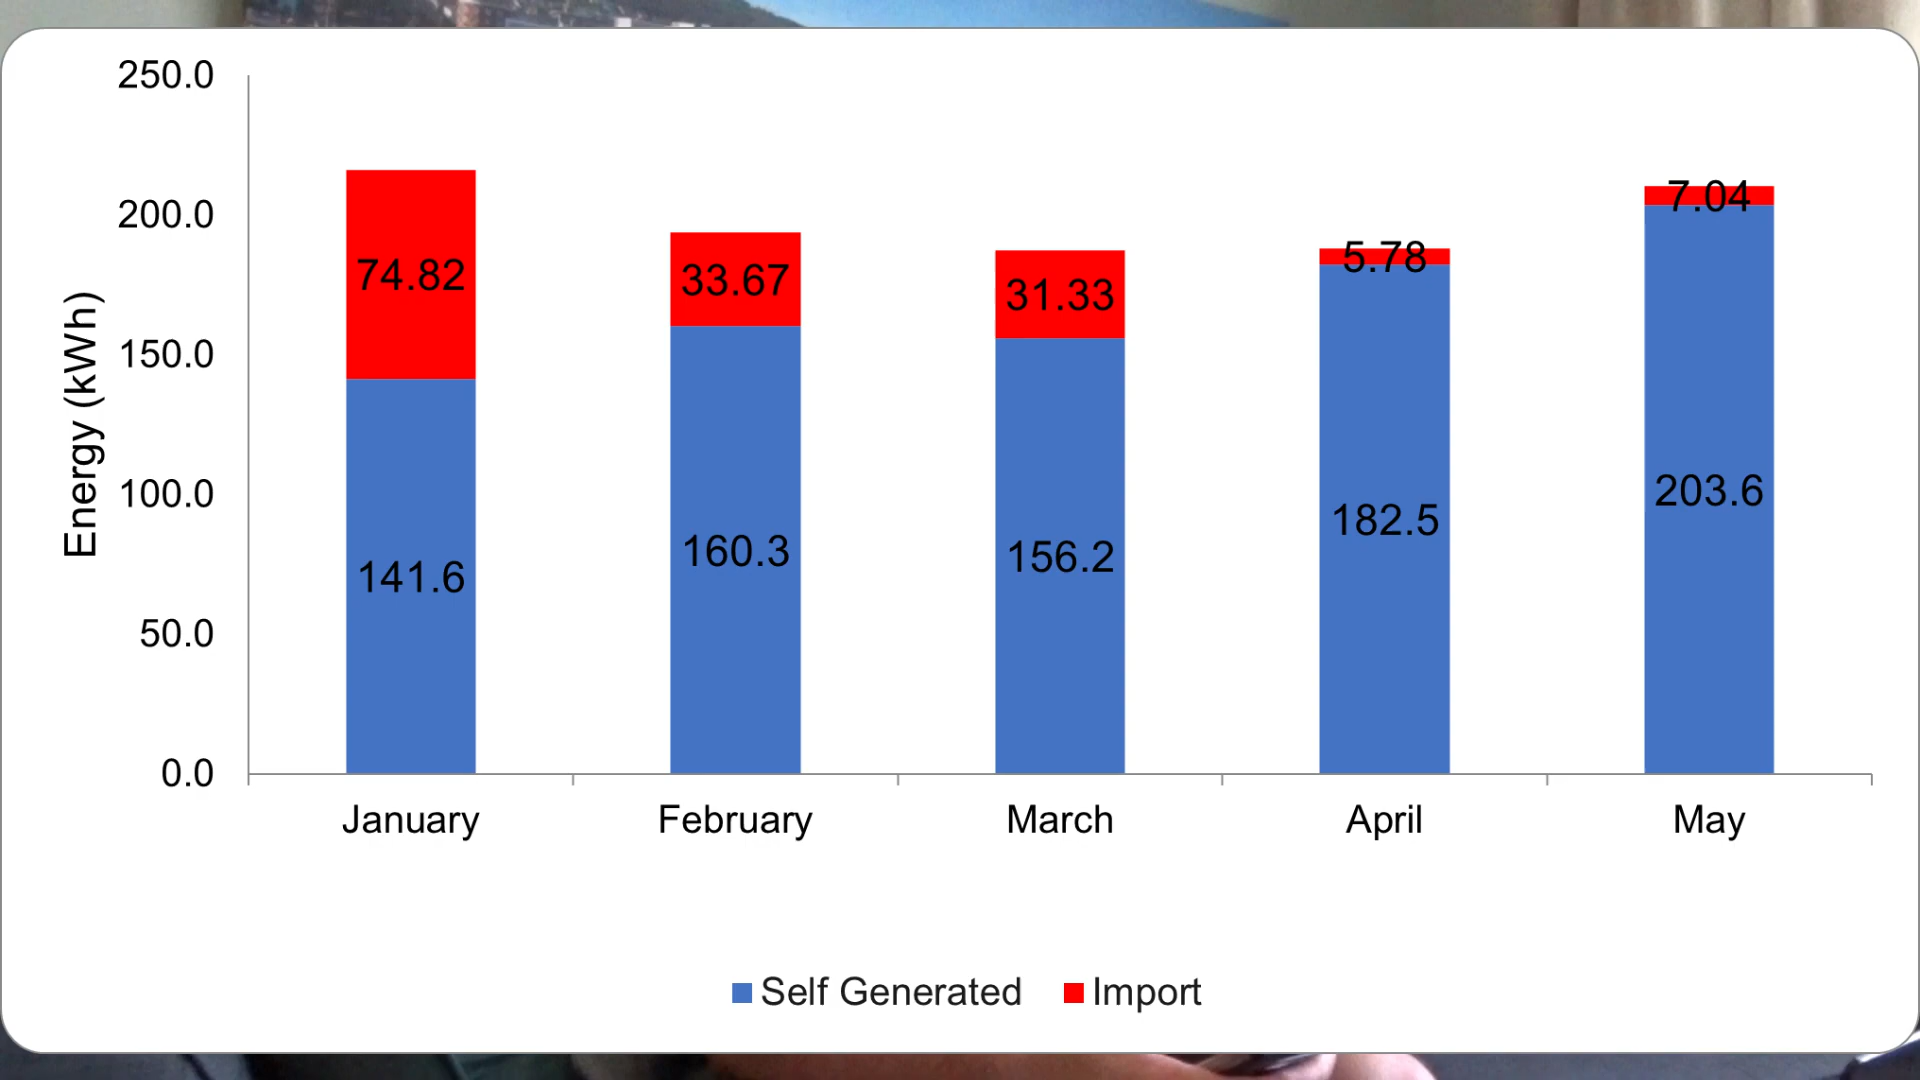 250.0
200.0
150.0
100.0
50.0
0.0
Energy (kWh)
74.82
33.67
31.33
5.78
7.04
141.6
160.3
156.2
182.5
203.6
January
February
March
April
May
Self Generated
Import